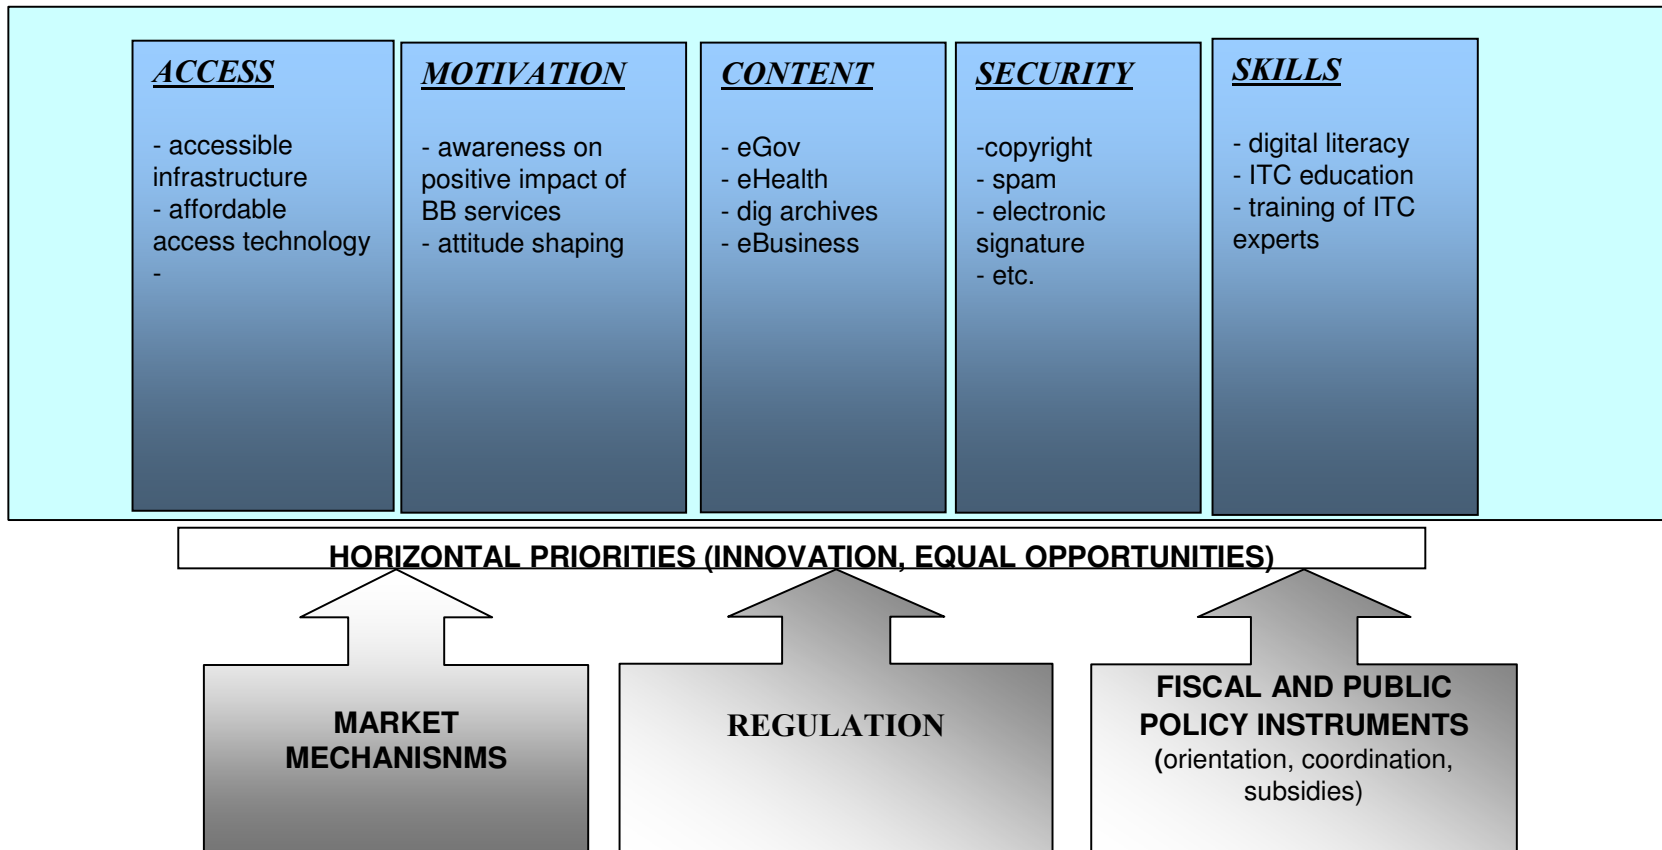 ACCESS
- accessible
infrastructure
- affordable
access technology
-
MOTIVATION
- awareness on
positive impact of
BB services
- attitude shaping
CONTENT
- eGov
- eHealth
- dig archives
- eBusiness
SECURITY
-copyright
- spam
- electronic
signature
- etc.
SKILLS
- digital literacy
- ITC education
- training of ITC
experts
HORIZONTAL PRIORITIES (INNOVATION, EQUAL OPPORTUNITIES)
MARKET
MECHANISNMS
REGULATION
FISCAL AND PUBLIC
POLICY INSTRUMENTS
(orientation, coordination,
subsidies)